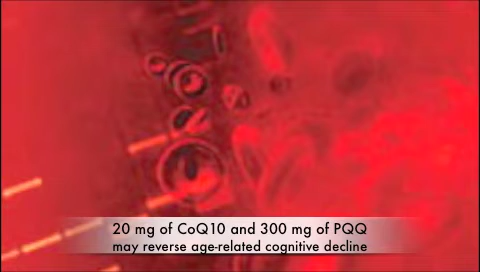 20 mg of CoQ10 and 300 mg of PQQ
may reverse age-related cognitive decline